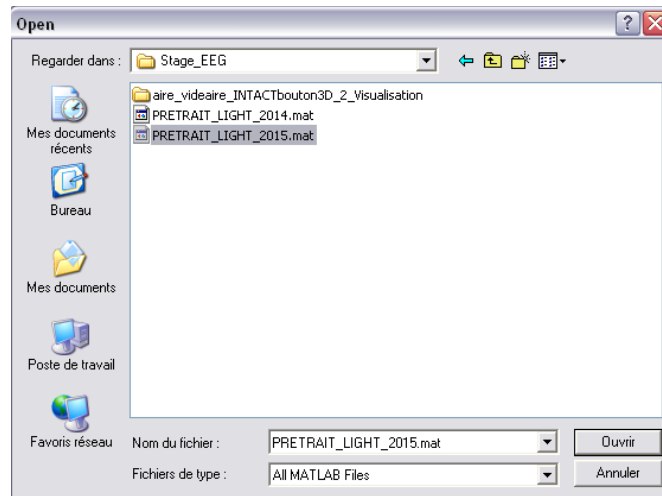 Open
Regarder dans :
Stage_EEG
Mes documents
récents
Bureau
Mes documents
Poste de travail
Favoris réseau
aire_videaire_INTACTbouton3D_2_Visualisation
PRETRAIT_LIGHT_2014.mat
PRETRAIT_LIGHT_2015.mat
Nom du fichier :
PRETRAIT_LIGHT_2015.mat
Ouvrir
Fichiers de type :
All MATLAB Files
Annuler